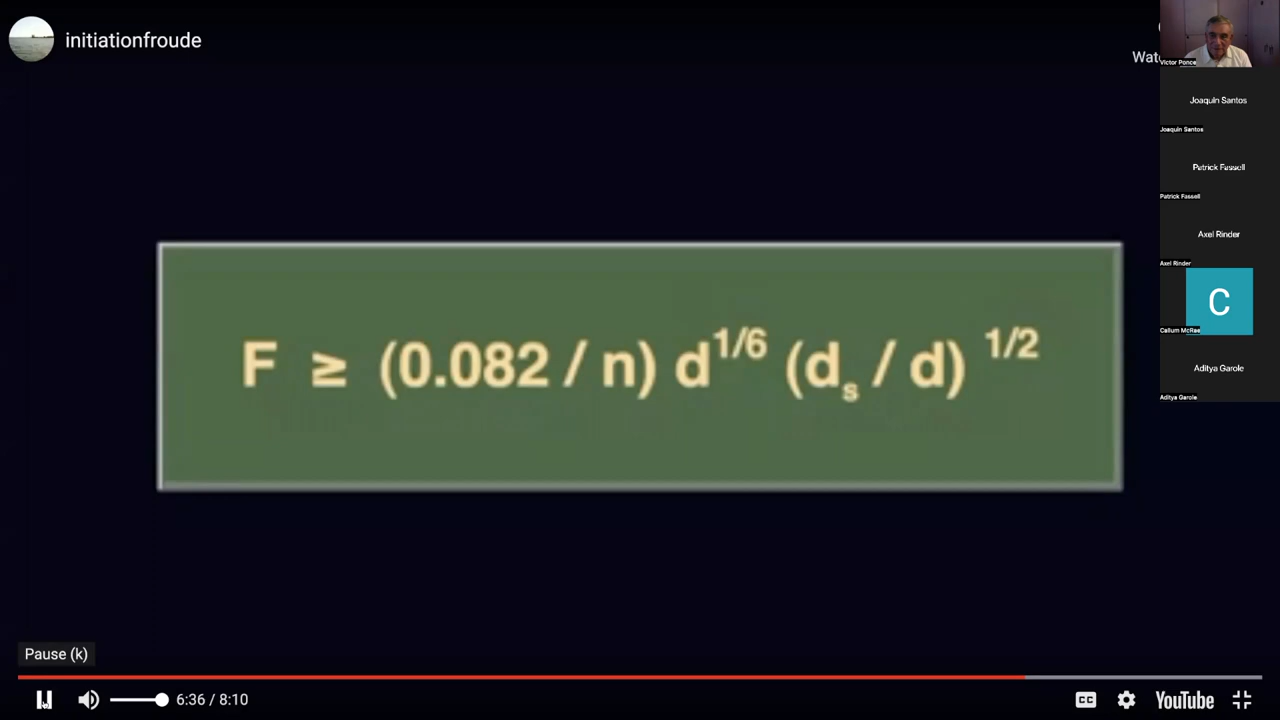 initiationfroude
Victor Ponce
Joaquin Santos
Joaquin Santos
Patrick Fassell
Patrick Fassell
Axel Rinder
Axel Rinder
C
Callum McRae
Aditya Garole
Aditya Garole
F ≥ (0.082 / n) d^1/6 (d_s / d)^1/2
Pause (k)
6:36 / 8:10
CC
YouTube